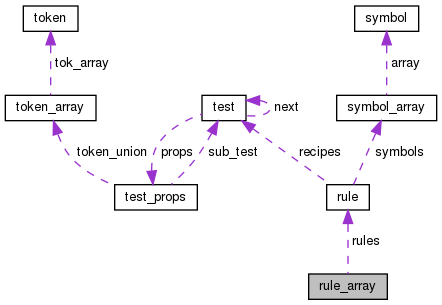 token
symbol
tok_array
array
token_array
test
next
symbol_array
token_union
props
sub_test
recipes
symbols
test_props
rule
rules
rule_array